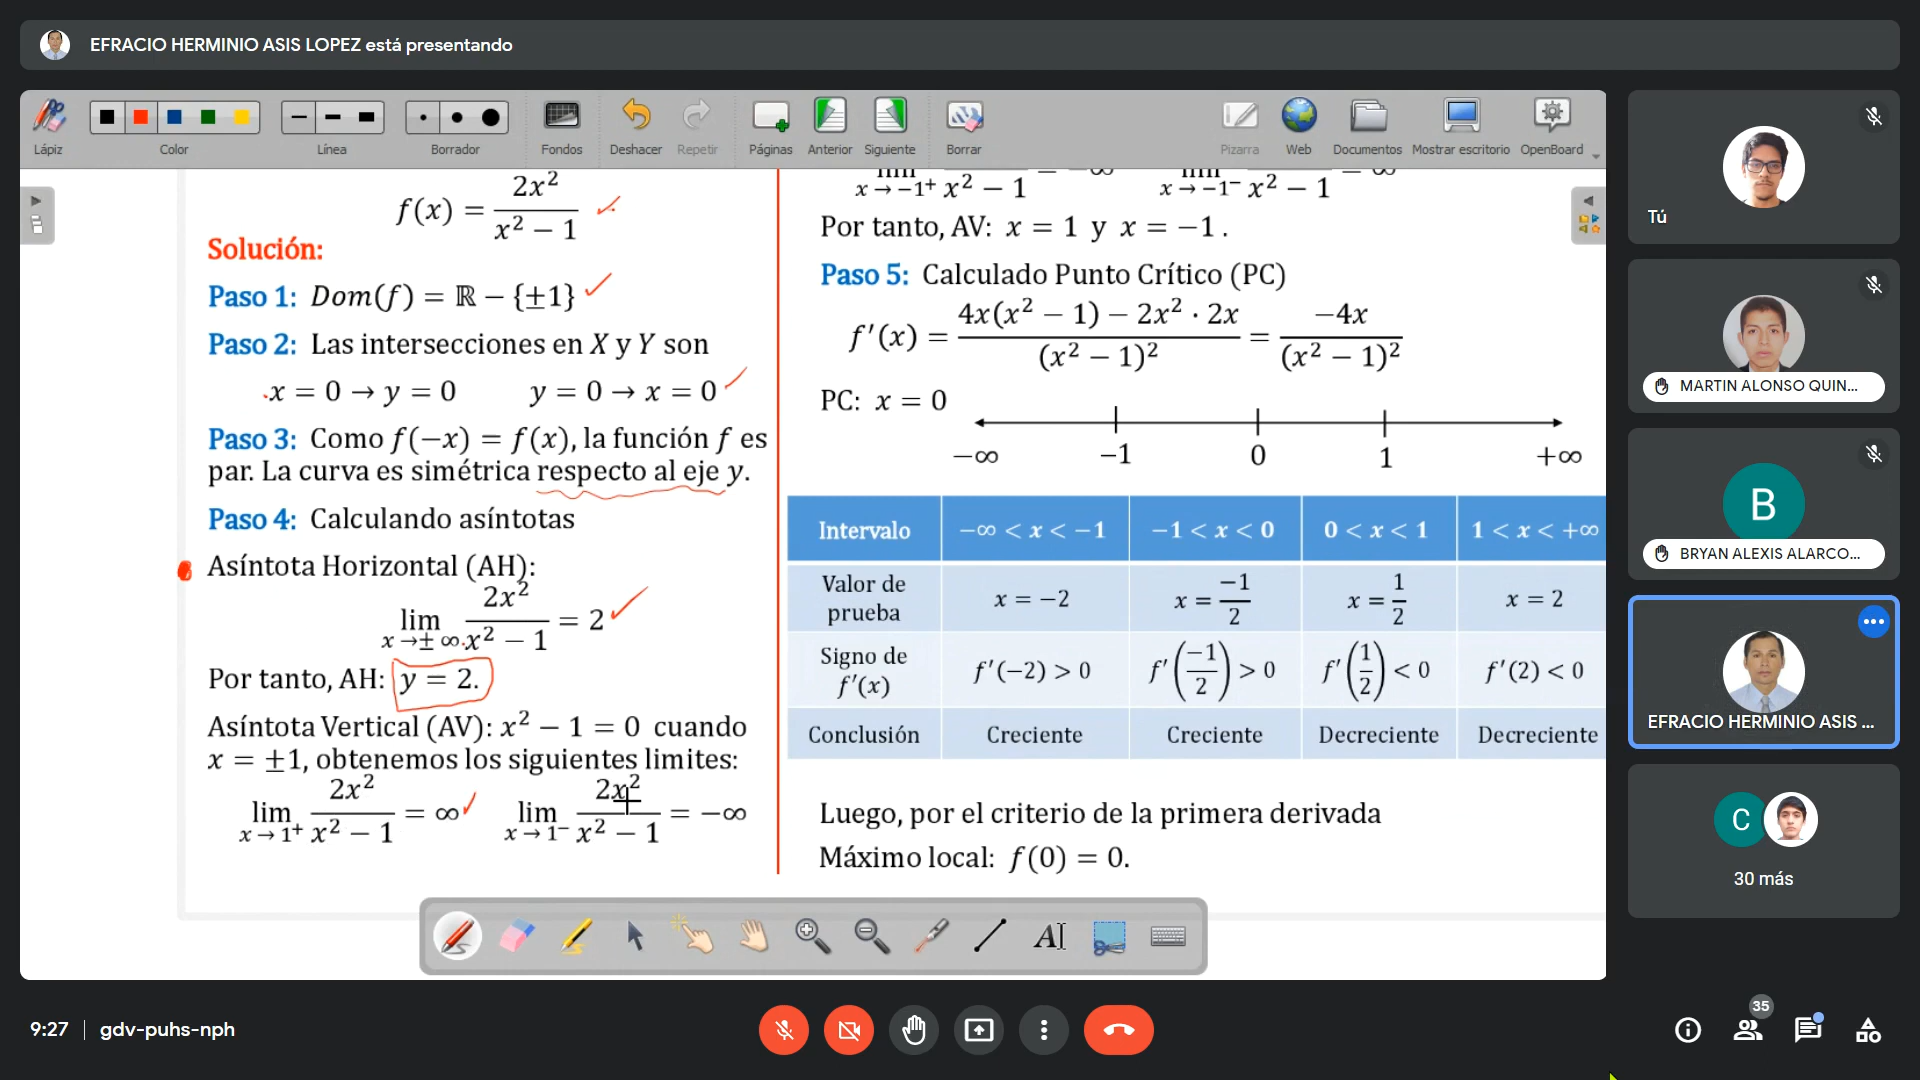 EFRACIO HERMINIO ASIS LOPEZ está presentando
Lápiz
Color
Línea
Borrador
Fondos
Deshacer
Repetir
Páginas
Anterior
Siguiente
Borrar
Pizarra
Web
Documentos
Mostrar escritorio
OpenBoard
f(x) = 2x² / (x² − 1)
Solución:
Paso 1: Dom(f) = ℝ − {±1}
Paso 2: Las intersecciones en X y Y son
x = 0 → y = 0 y = 0 → x = 0
Paso 3: Como f(−x) = f(x), la función f es
par. La curva es simétrica respecto al eje y.
Paso 4: Calculando asíntotas
Asíntota Horizontal (AH):
lim x→± ∞ 2x² / (x² − 1) = 2
Por tanto, AH: y = 2.
Asíntota Vertical (AV): x² − 1 = 0 cuando
x = ±1, obtenemos los siguientes limites:
lim x→1⁺ 2x² / (x² − 1) = ∞ lim x→1⁻ 2x² / (x² − 1) = −∞
lim x→−1⁺ x² − 1 = −∞ lim x→−1⁻ x² − 1 = ∞
Por tanto, AV: x = 1 y x = −1.
Paso 5: Calculado Punto Crítico (PC)
f′(x) = (4x(x² − 1) − 2x² · 2x) / (x² − 1)² = −4x / (x² − 1)²
PC: x = 0
−∞ −1 0 1 +∞
Intervalo −∞ < x < −1 −1 < x < 0 0 < x < 1 1 < x < +∞
Valor de prueba x = −2 x = −1/2 x = 1/2 x = 2
Signo de f′(x) f′(−2) > 0 f′(−1/2) > 0 f′(1/2) < 0 f′(2) < 0
Conclusión Creciente Creciente Decreciente Decreciente
Luego, por el criterio de la primera derivada
Máximo local: f(0) = 0.
AI
Tú
MARTIN ALONSO QUIN...
B
BRYAN ALEXIS ALARCO...
EFRACIO HERMINIO ASIS ...
C
30 más
9:27 | gdv-puhs-nph
35